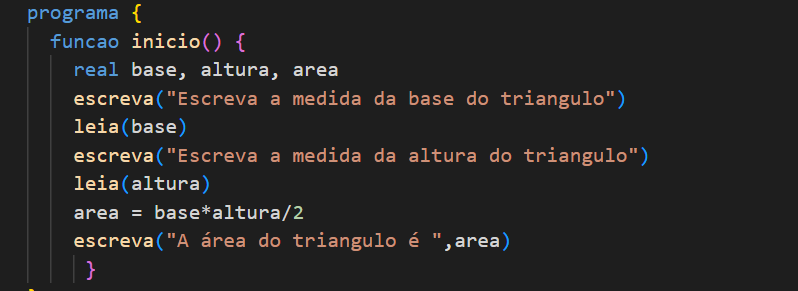 programa {
funcao inicio() {
real base, altura, area
escreva("Escreva a medida da base do triangulo")
leia(base)
escreva("Escreva a medida da altura do triangulo")
leia(altura)
area = base*altura/2
escreva("A área do triangulo é ",area)
}